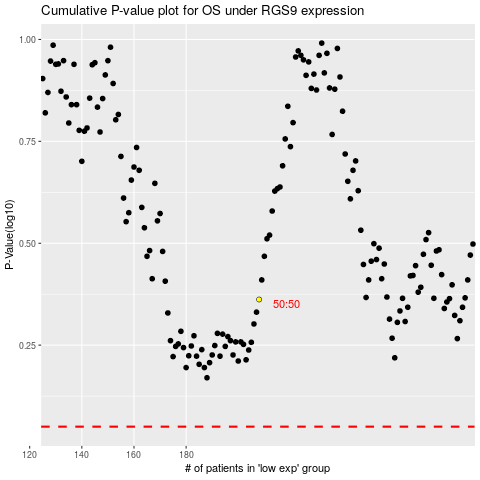 Cumulative P-value plot for OS under RGS9 expression
P-Value(log10)
1.00
0.75
0.50
0.25
50:50
120 140 160 180
# of patients in 'low exp' group